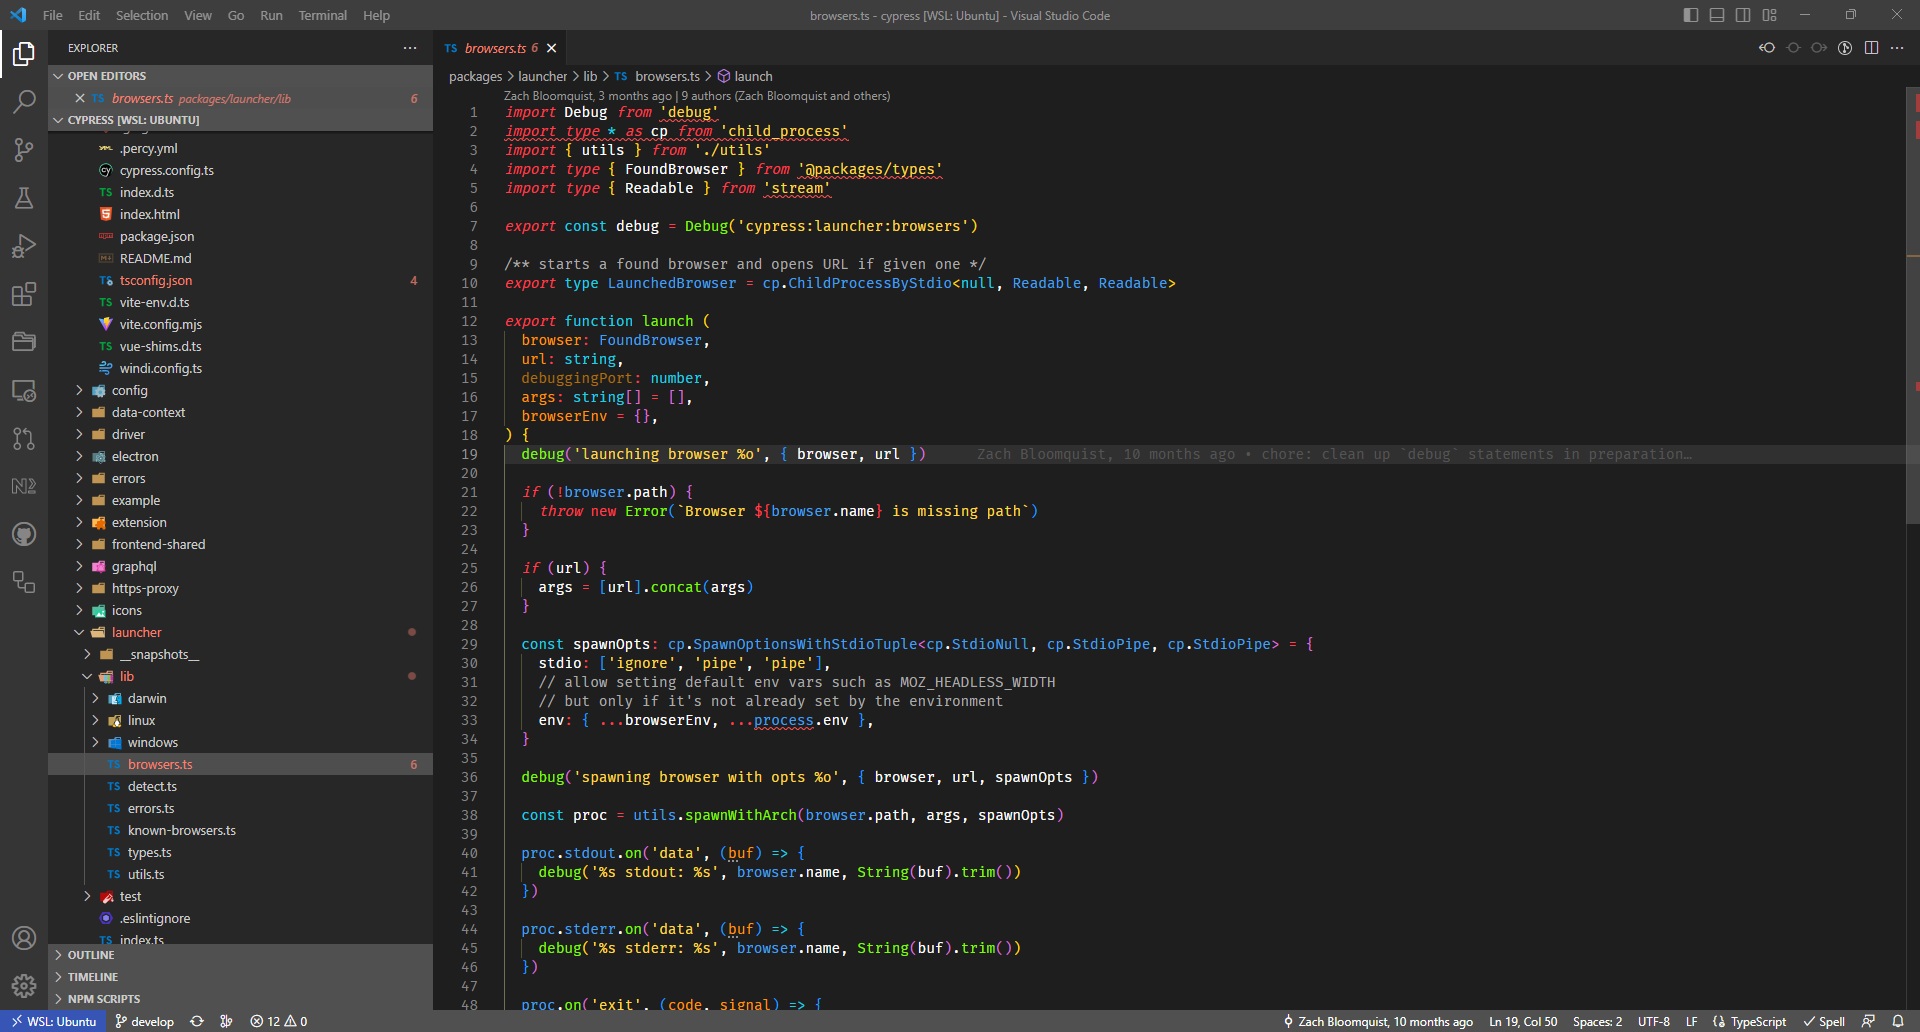 File Edit Selection View Go Run Terminal Help
browsers.ts - cypress [WSL: Ubuntu] - Visual Studio Code
EXPLORER
OPEN EDITORS
TS browsers.ts packages/launcher/lib 6
CYPRESS [WSL: UBUNTU]
.percy.yml
cypress.config.ts
TS index.d.ts
index.html
package.json
README.md
TS tsconfig.json 4
TS vite-env.d.ts
vite.config.mjs
TS vue-shims.d.ts
windi.config.ts
config
data-context
driver
electron
errors
example
extension
frontend-shared
graphql
https-proxy
icons
launcher
__snapshots__
lib
darwin
linux
windows
TS browsers.ts 6
TS detect.ts
TS errors.ts
TS known-browsers.ts
TS types.ts
TS utils.ts
test
.eslintignore
TS index.ts
OUTLINE
TIMELINE
NPM SCRIPTS
TS browsers.ts 6
packages > launcher > lib > TS browsers.ts > launch
Zach Bloomquist, 3 months ago | 9 authors (Zach Bloomquist and others)
1 import Debug from 'debug'
2 import type * as cp from 'child_process'
3 import { utils } from './utils'
4 import type { FoundBrowser } from '@packages/types'
5 import type { Readable } from 'stream'
6
7 export const debug = Debug('cypress:launcher:browsers')
8
9 /** starts a found browser and opens URL if given one */
10 export type LaunchedBrowser = cp.ChildProcessByStdio<null, Readable, Readable>
11
12 export function launch (
13 browser: FoundBrowser,
14 url: string,
15 debuggingPort: number,
16 args: string[] = [],
17 browserEnv = {},
18 ) {
19 debug('launching browser %o', { browser, url }) Zach Bloomquist, 10 months ago • chore: clean up `debug` statements in preparation…
20
21 if (!browser.path) {
22 throw new Error(`Browser ${browser.name} is missing path`)
23 }
24
25 if (url) {
26 args = [url].concat(args)
27 }
28
29 const spawnOpts: cp.SpawnOptionsWithStdioTuple<cp.StdioNull, cp.StdioPipe, cp.StdioPipe> = {
30 stdio: ['ignore', 'pipe', 'pipe'],
31 // allow setting default env vars such as MOZ_HEADLESS_WIDTH
32 // but only if it's not already set by the environment
33 env: { ...browserEnv, ...process.env },
34 }
35
36 debug('spawning browser with opts %o', { browser, url, spawnOpts })
37
38 const proc = utils.spawnWithArch(browser.path, args, spawnOpts)
39
40 proc.stdout.on('data', (buf) => {
41 debug('%s stdout: %s', browser.name, String(buf).trim())
42 })
43
44 proc.stderr.on('data', (buf) => {
45 debug('%s stderr: %s', browser.name, String(buf).trim())
46 })
47
48 proc.on('exit', (code, signal) => {
WSL: Ubuntu develop 12 0
Zach Bloomquist, 10 months ago Ln 19, Col 50 Spaces: 2 UTF-8 LF TypeScript Spell